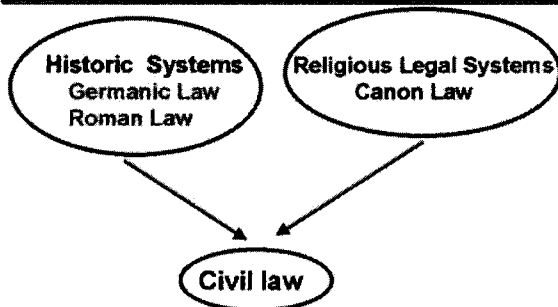 Historic Systems
Germanic Law
Roman Law
Religious Legal Systems
Canon Law
Civil law